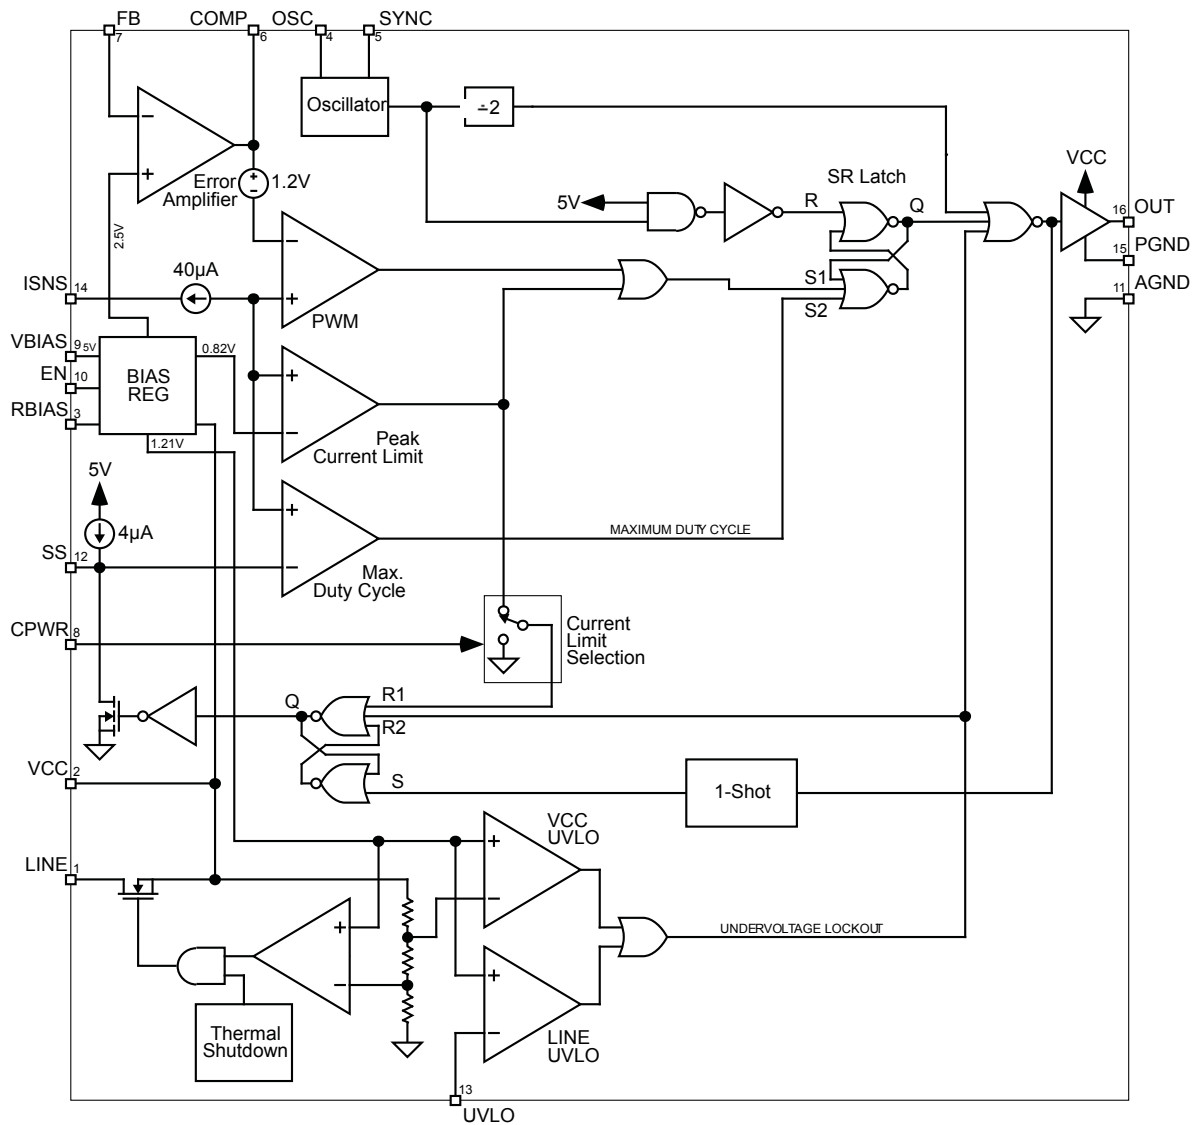 FB COMP OSC SYNC
7 6 4 5
Oscillator
÷2
VCC
SR Latch
Error
Amplifier
1.2V
5V
R
Q
16 OUT
15 PGND
2.5V
40µA
ISNS 14
S1
11 AGND
S2
PWM
VBIAS 9 5V
0.82V
EN 10
BIAS
REG
RBIAS 3
1.21V
Peak
Current Limit
5V
4µA
MAXIMUM DUTY CYCLE
SS 12
Max.
Duty Cycle
CPWR 8
Current
Limit
Selection
Q
R1
R2
VCC 2
S
1-Shot
VCC
UVLO
LINE 1
UNDERVOLTAGE LOCKOUT
Thermal
Shutdown
LINE
UVLO
13
UVLO